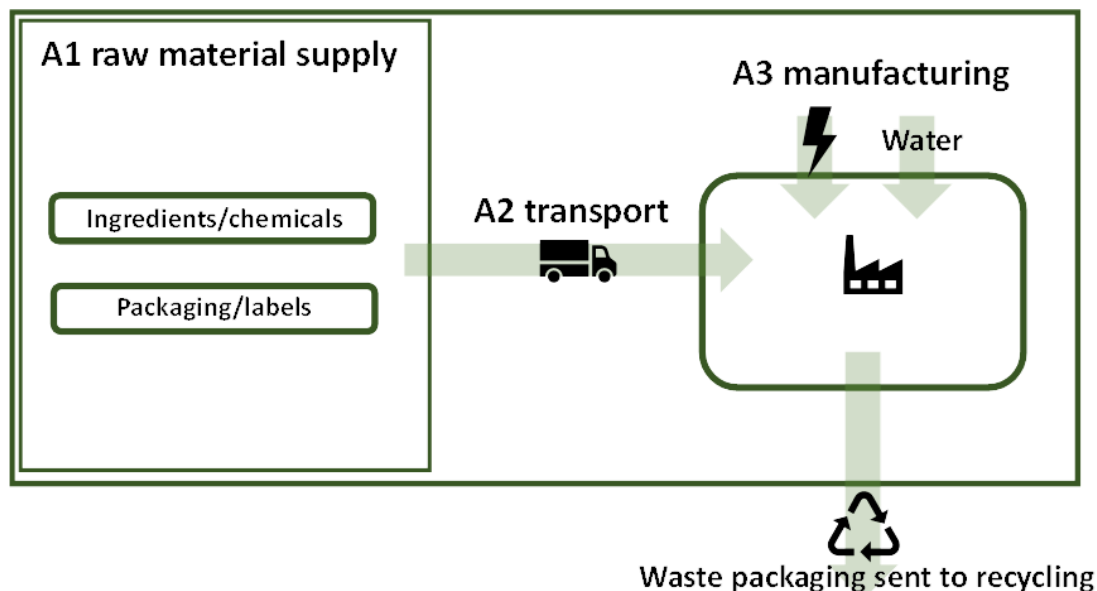 A1 raw material supply
A3 manufacturing
Water
Ingredients/chemicals
A2 transport
Packaging/labels
Waste packaging sent to recycling